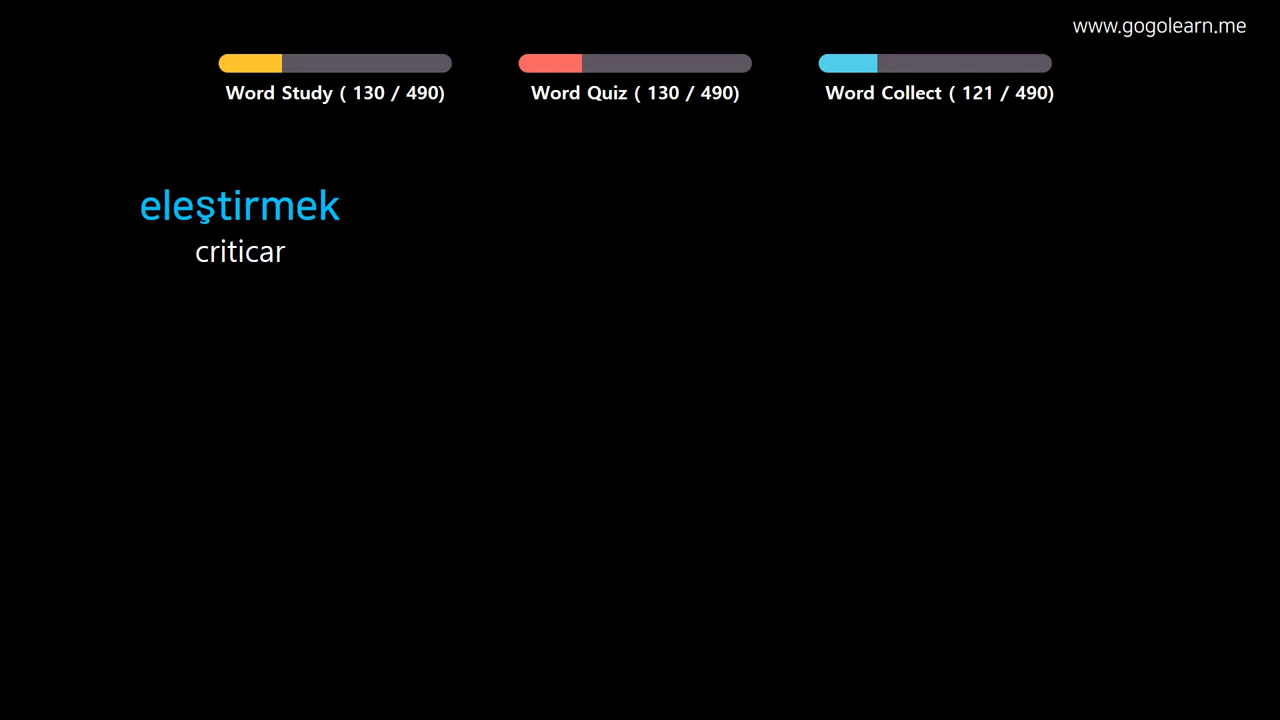 www.gogolearn.me
Word Study ( 130 / 490)
Word Quiz ( 130 / 490)
Word Collect ( 121 / 490)
eleştirmek
criticar